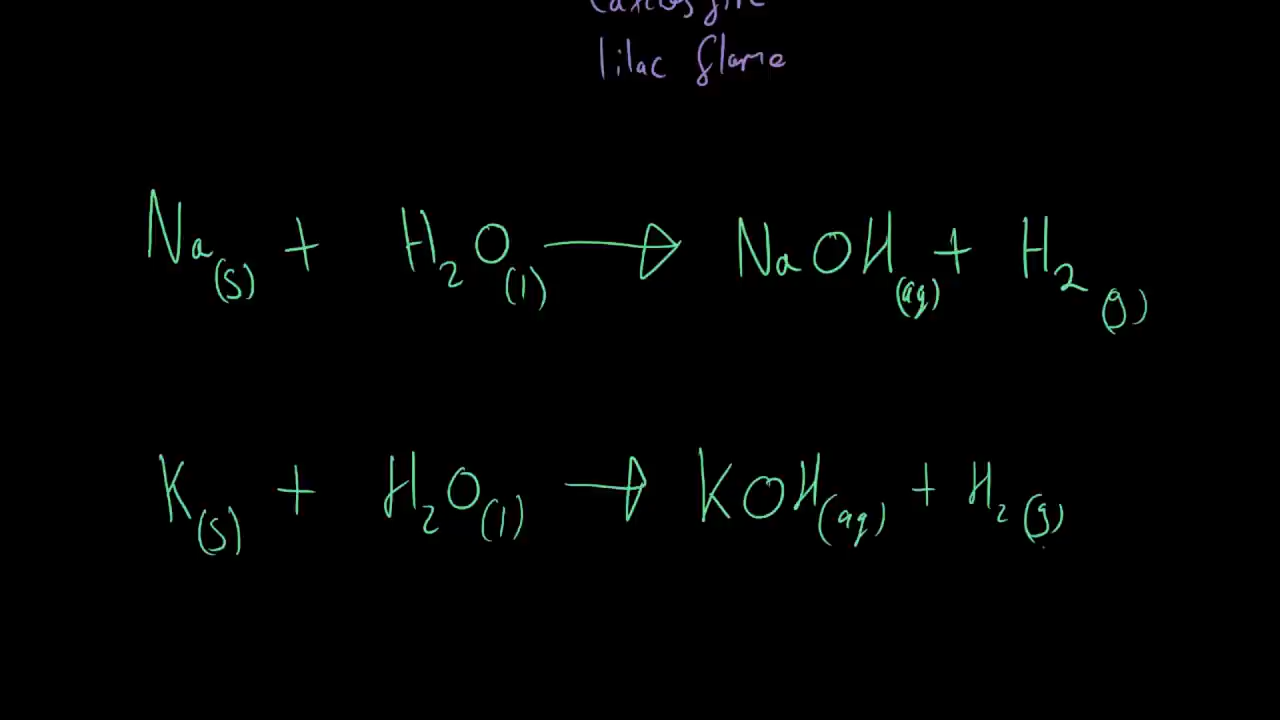 lilac flame
Na(s) + H2O(l) → NaOH(aq) + H2(g)
K(s) + H2O(l) → KOH(aq) + H2(g)